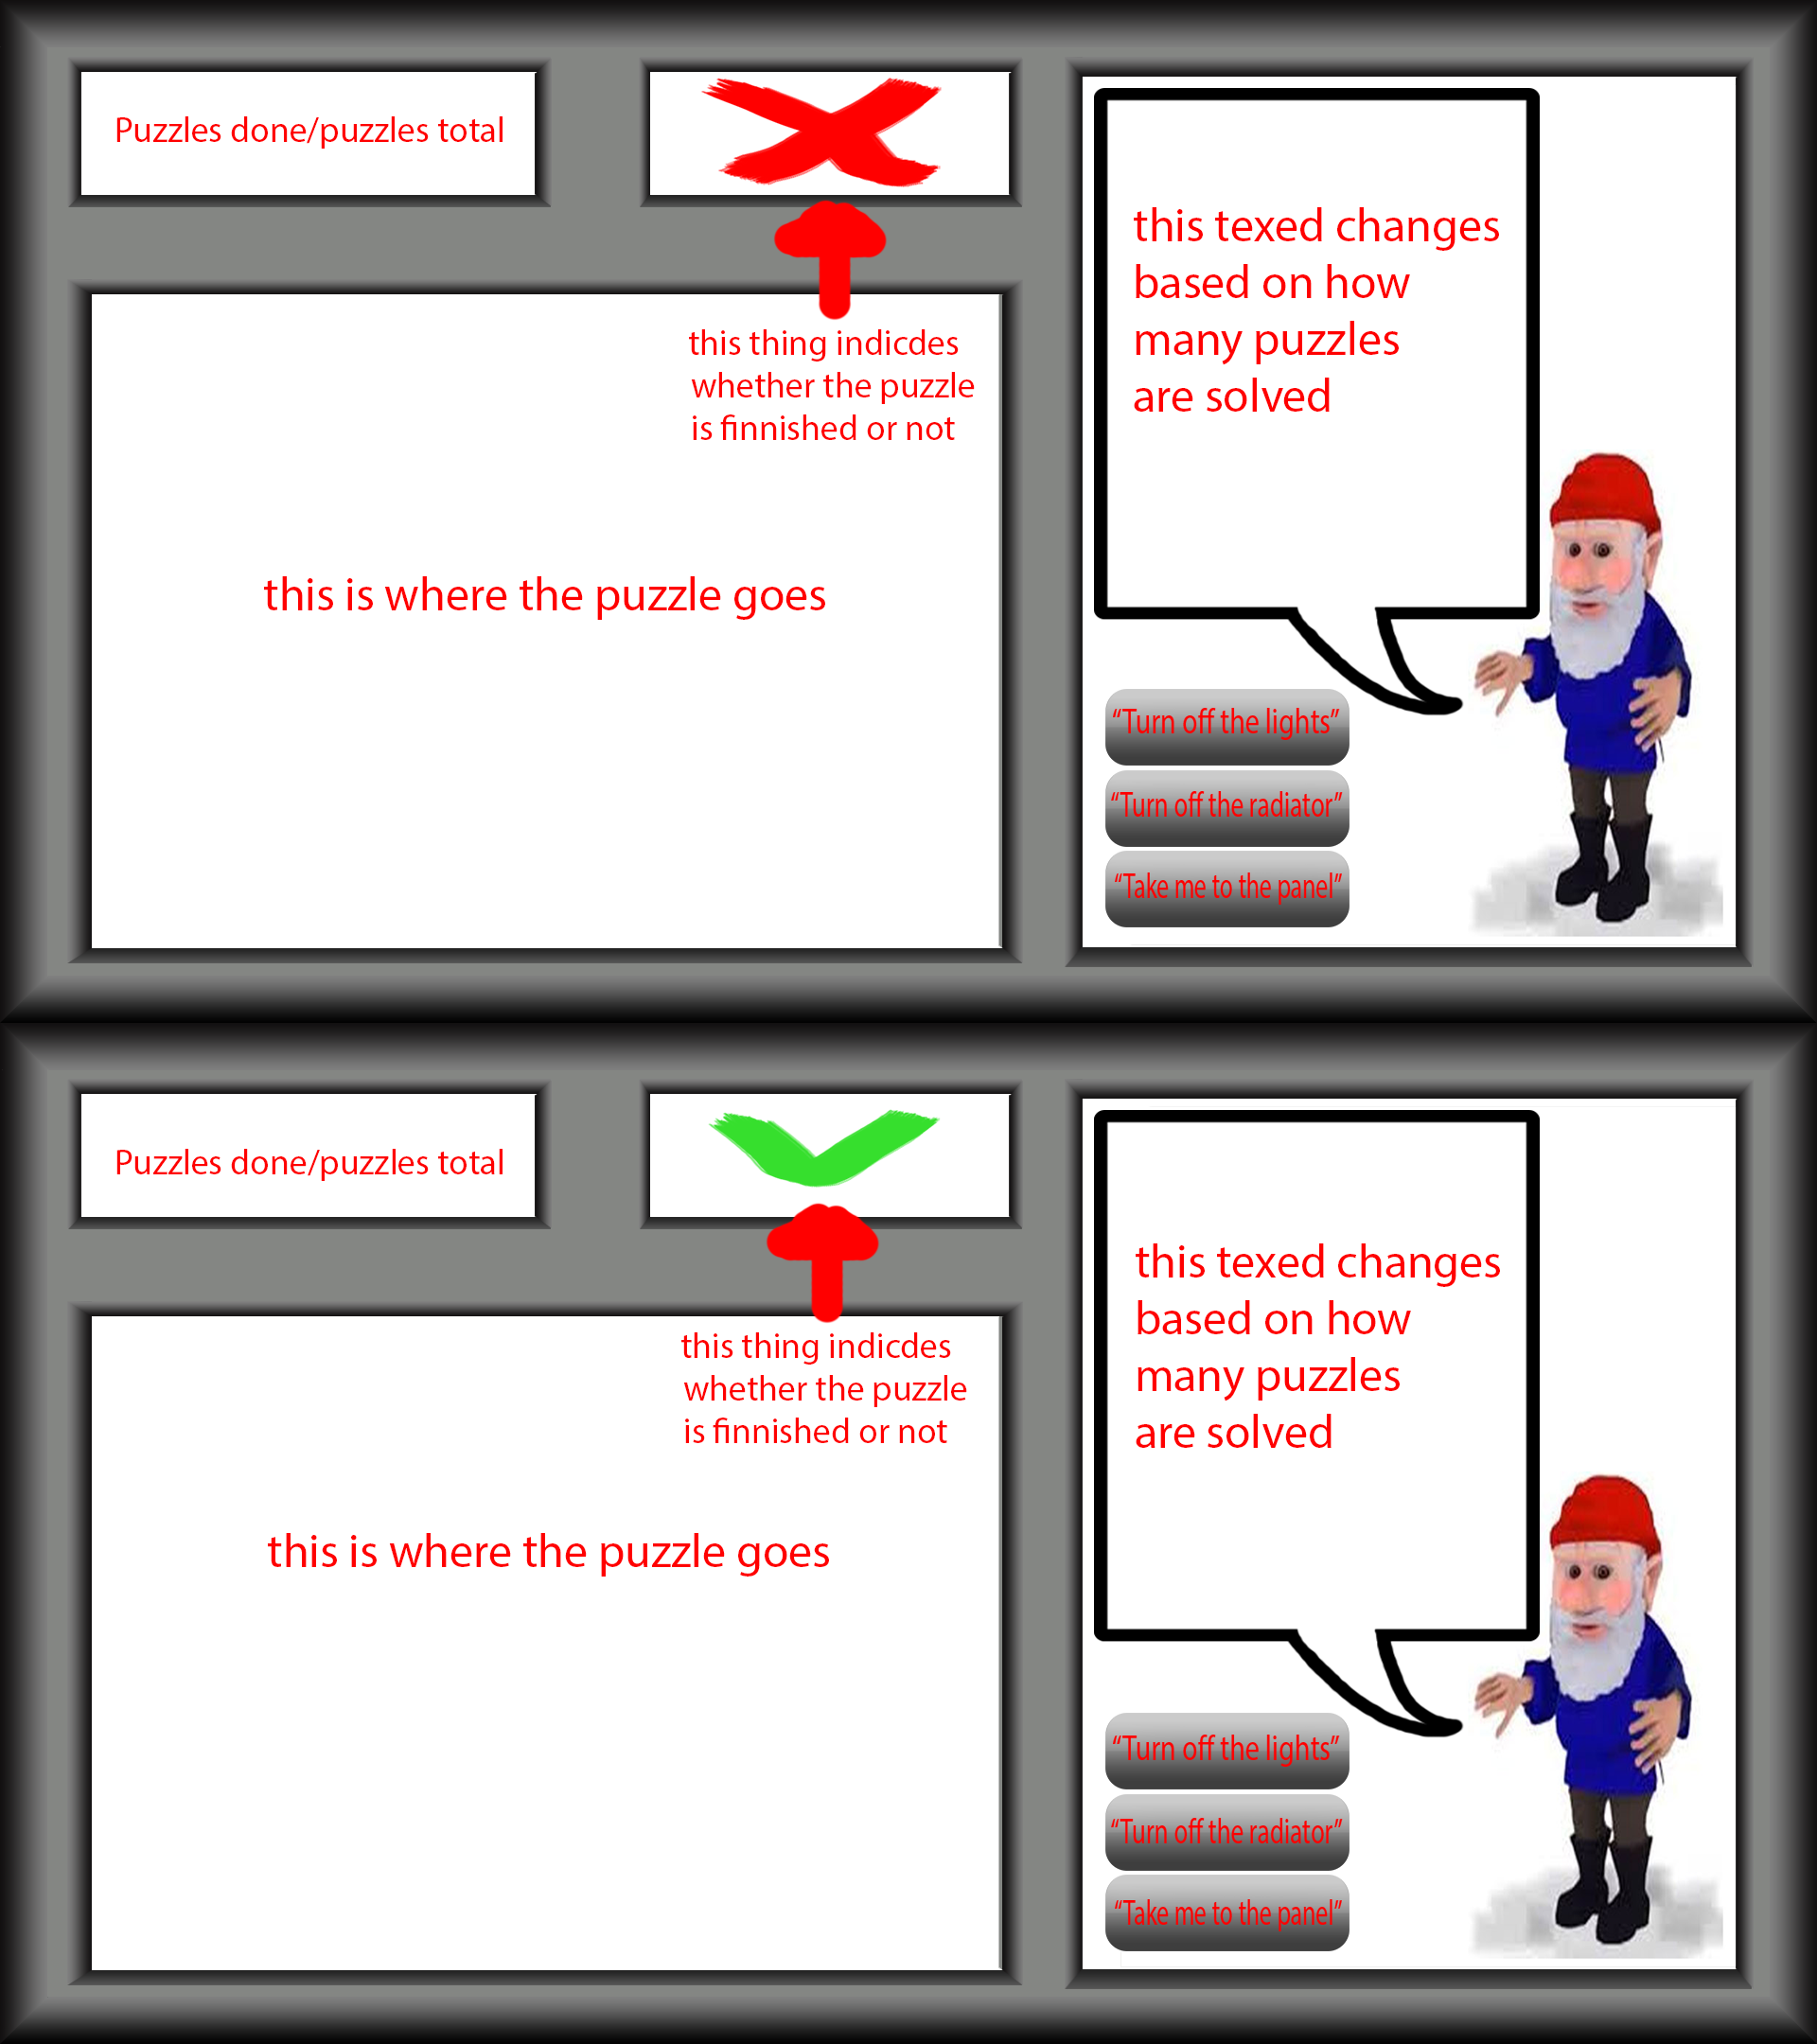 Puzzles done/puzzles total
this thing indicdes
whether the puzzle
is finnished or not
this is where the puzzle goes
this texed changes
based on how
many puzzles
are solved
“Turn off the lights”
“Turn off the radiator”
“Take me to the panel”
Puzzles done/puzzles total
this thing indicdes
whether the puzzle
is finnished or not
this is where the puzzle goes
this texed changes
based on how
many puzzles
are solved
“Turn off the lights”
“Turn off the radiator”
“Take me to the panel”